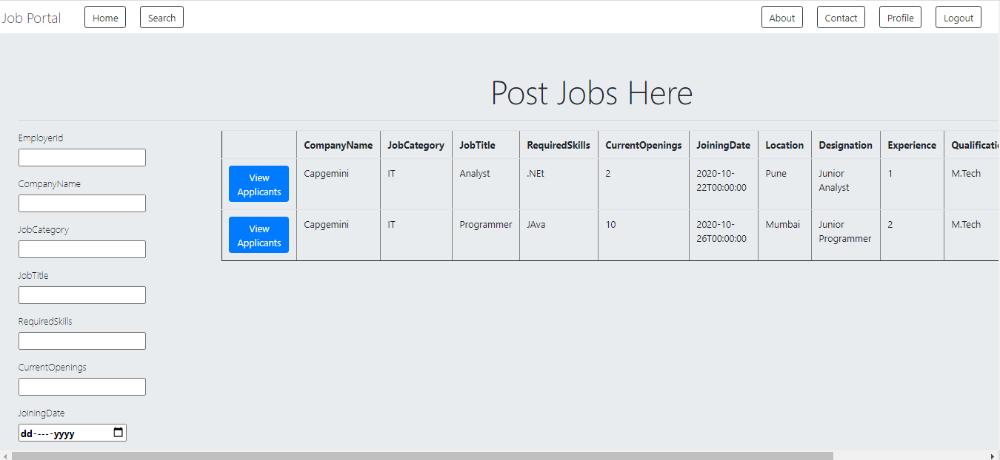 Job Portal Home Search About Contact Profile Logout
Post Jobs Here
EmployerId
CompanyName
JobCategory
JobTitle
RequiredSkills
CurrentOpenings
JoiningDate
dd-----yyyy
CompanyName JobCategory JobTitle RequiredSkills CurrentOpenings JoiningDate Location Designation Experience Qualificati
View Applicants Capgemini IT Analyst .NEt 2 2020-10-22T00:00:00 Pune Junior Analyst 1 M.Tech
View Applicants Capgemini IT Programmer JAva 10 2020-10-26T00:00:00 Mumbai Junior Programmer 2 M.Tech